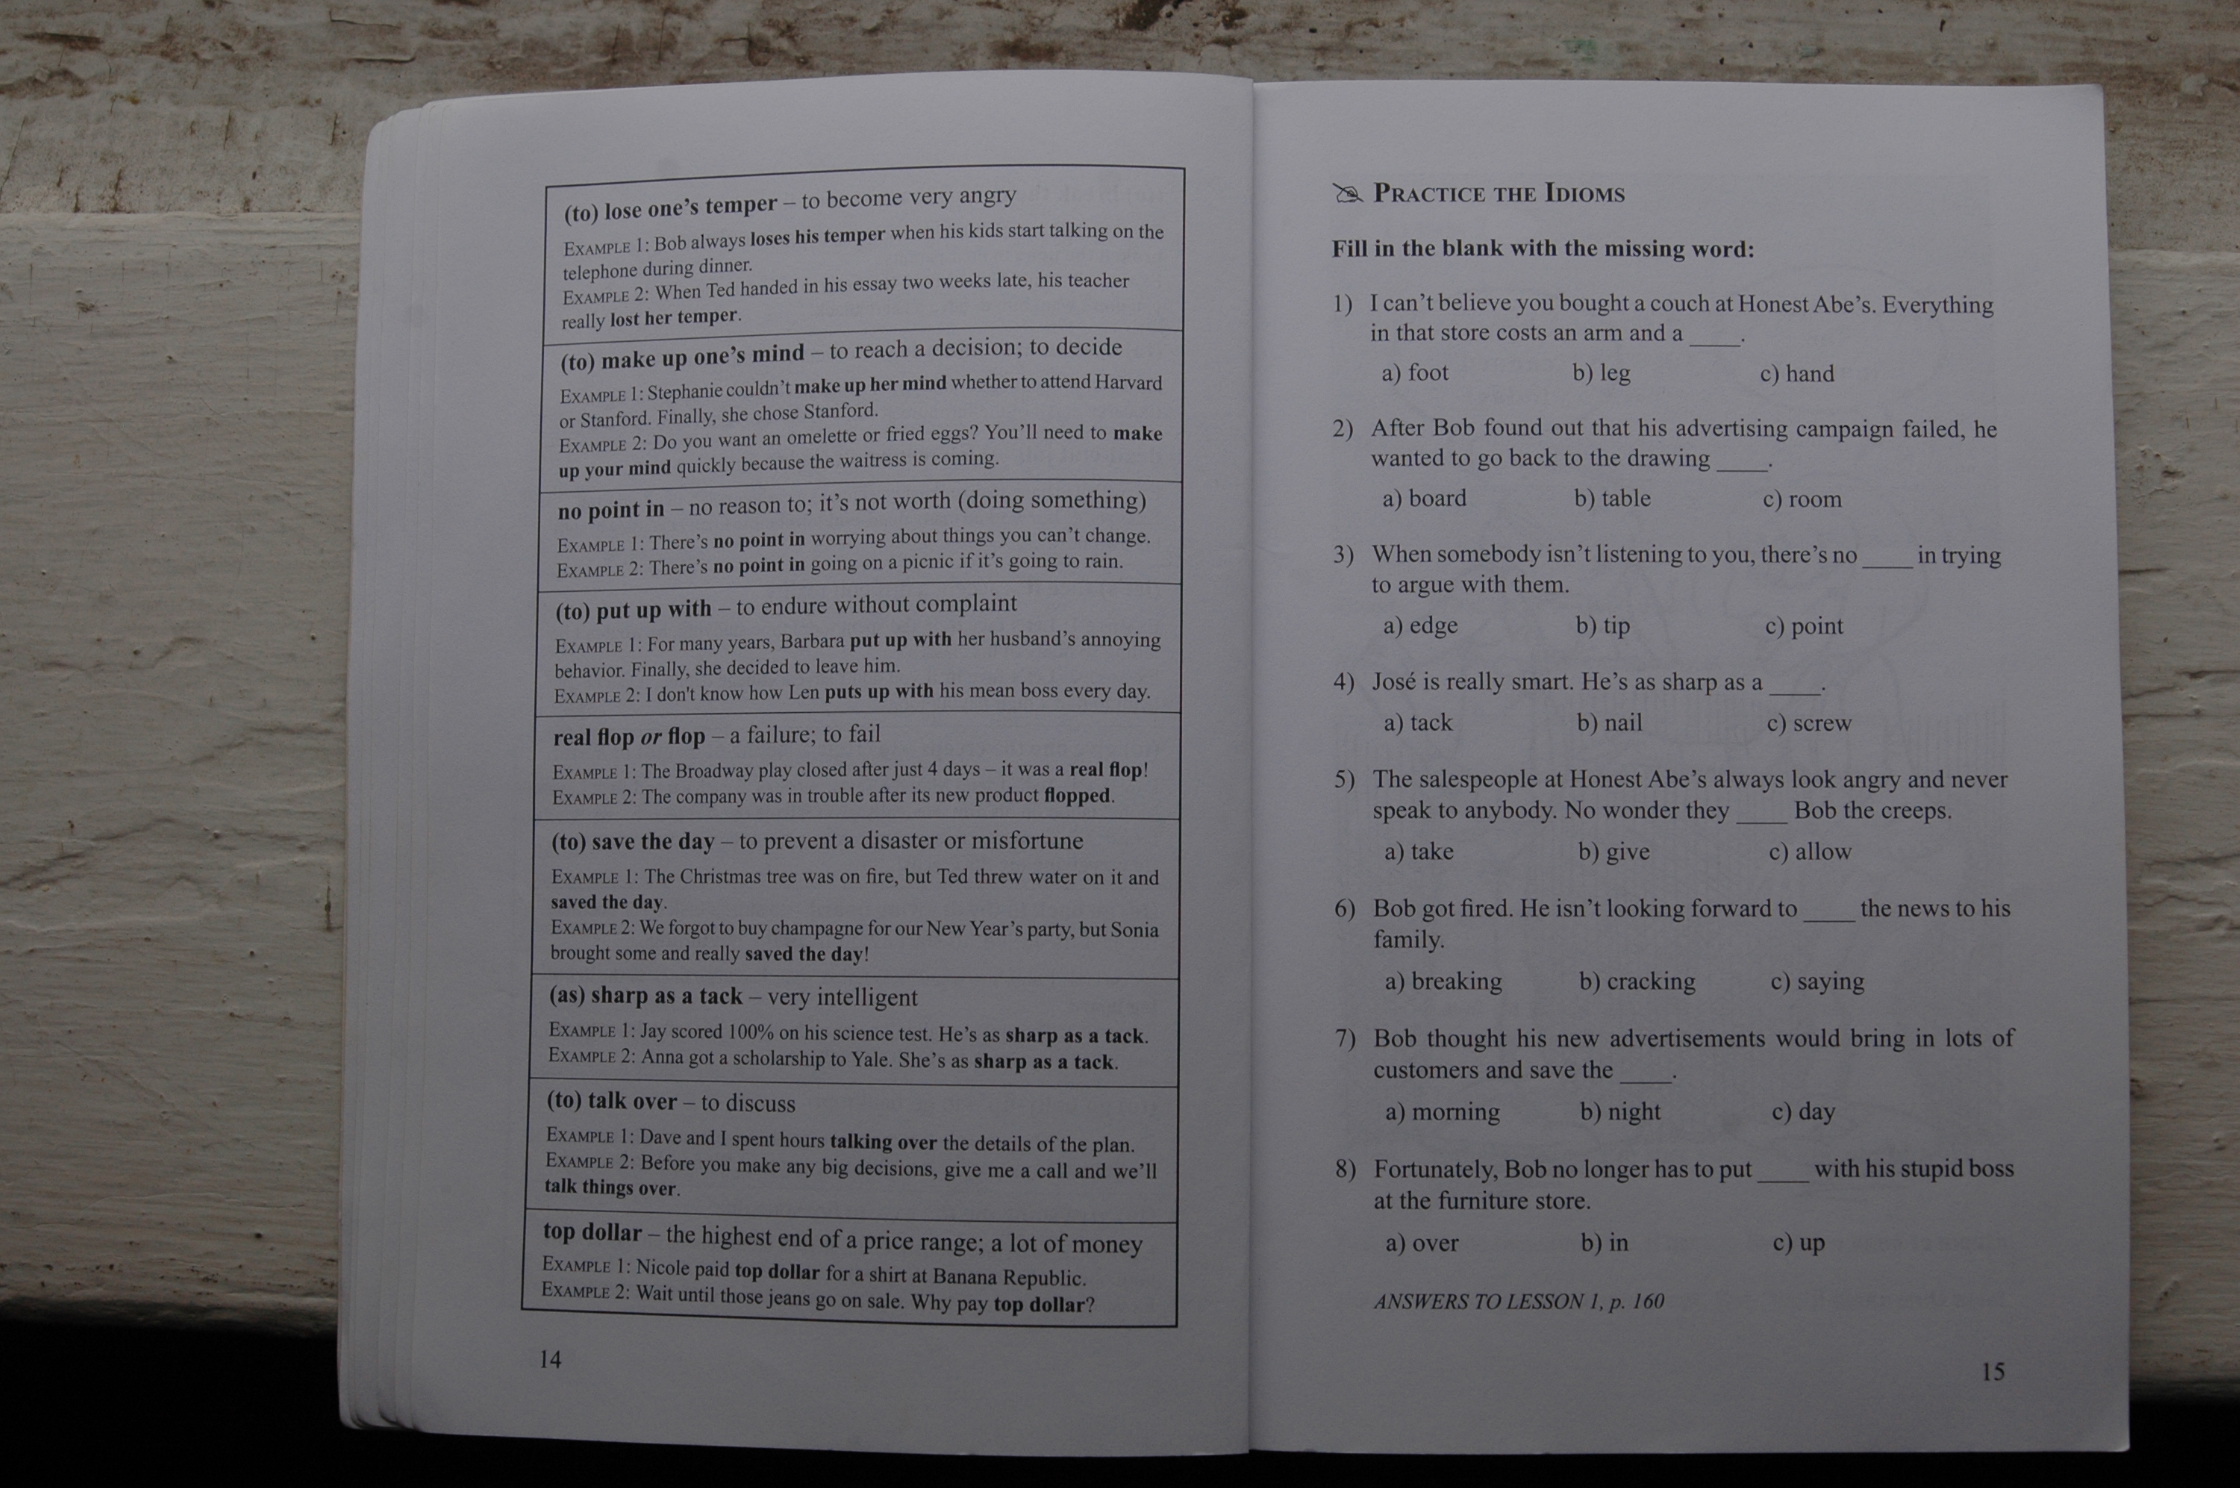 (to) lose one's temper – to become very angry
EXAMPLE 1: Bob always loses his temper when his kids start talking on the
telephone during dinner.
EXAMPLE 2: When Ted handed in his essay two weeks late, his teacher
really lost her temper.
(to) make up one's mind – to reach a decision; to decide
EXAMPLE 1: Stephanie couldn't make up her mind whether to attend Harvard
or Stanford. Finally, she chose Stanford.
EXAMPLE 2: Do you want an omelette or fried eggs? You'll need to make
up your mind quickly because the waitress is coming.
no point in – no reason to; it's not worth (doing something)
EXAMPLE 1: There's no point in worrying about things you can't change.
EXAMPLE 2: There's no point in going on a picnic if it's going to rain.
(to) put up with – to endure without complaint
EXAMPLE 1: For many years, Barbara put up with her husband's annoying
behavior. Finally, she decided to leave him.
EXAMPLE 2: I don't know how Len puts up with his mean boss every day.
real flop or flop – a failure; to fail
EXAMPLE 1: The Broadway play closed after just 4 days – it was a real flop!
EXAMPLE 2: The company was in trouble after its new product flopped.
(to) save the day – to prevent a disaster or misfortune
EXAMPLE 1: The Christmas tree was on fire, but Ted threw water on it and
saved the day.
EXAMPLE 2: We forgot to buy champagne for our New Year's party, but Sonia
brought some and really saved the day!
(as) sharp as a tack – very intelligent
EXAMPLE 1: Jay scored 100% on his science test. He's as sharp as a tack.
EXAMPLE 2: Anna got a scholarship to Yale. She's as sharp as a tack.
(to) talk over – to discuss
EXAMPLE 1: Dave and I spent hours talking over the details of the plan.
EXAMPLE 2: Before you make any big decisions, give me a call and we'll
talk things over.
top dollar – the highest end of a price range; a lot of money
EXAMPLE 1: Nicole paid top dollar for a shirt at Banana Republic.
EXAMPLE 2: Wait until those jeans go on sale. Why pay top dollar?
14
PRACTICE THE IDIOMS
Fill in the blank with the missing word:
1) I can't believe you bought a couch at Honest Abe's. Everything
in that store costs an arm and a ____.
a) foot b) leg c) hand
2) After Bob found out that his advertising campaign failed, he
wanted to go back to the drawing ____.
a) board b) table c) room
3) When somebody isn't listening to you, there's no ____ in trying
to argue with them.
a) edge b) tip c) point
4) José is really smart. He's as sharp as a ____.
a) tack b) nail c) screw
5) The salespeople at Honest Abe's always look angry and never
speak to anybody. No wonder they ____ Bob the creeps.
a) take b) give c) allow
6) Bob got fired. He isn't looking forward to ____ the news to his
family.
a) breaking b) cracking c) saying
7) Bob thought his new advertisements would bring in lots of
customers and save the ____.
a) morning b) night c) day
8) Fortunately, Bob no longer has to put ____ with his stupid boss
at the furniture store.
a) over b) in c) up
ANSWERS TO LESSON 1, p. 160
15